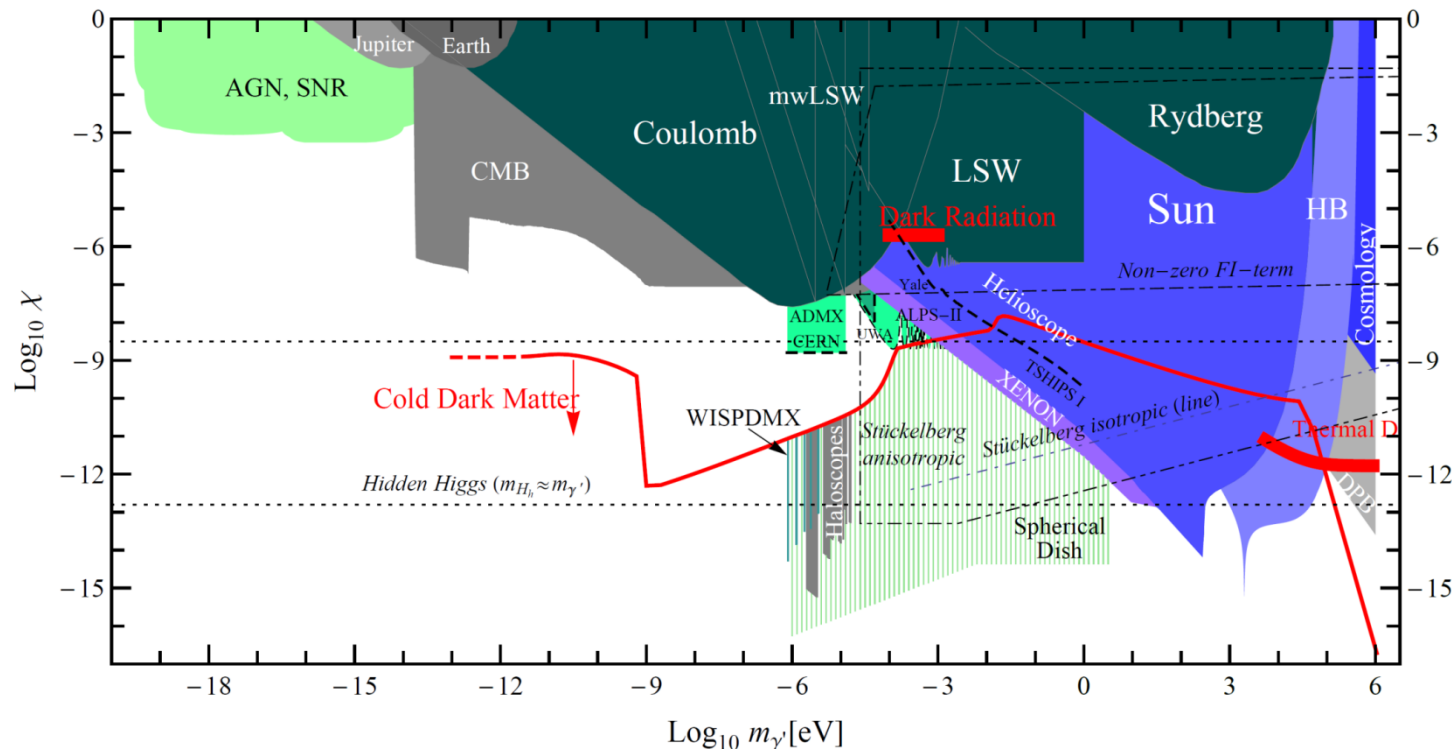 0
−3
−6
−9
−12
−15
0
−3
−6
−9
−12
−15
Log₁₀ χ
Jupiter
Earth
AGN, SNR
mwLSW
Coulomb
Rydberg
CMB
LSW
Dark Radiation
Sun
HB
Cosmology
Non−zero FI−term
Yale
Helioscope
ADMX
ALPS−II
CERN
UWA
TSHIPS I
XENON
Cold Dark Matter
WISPDMX
Stückelberg
anisotropic
Stückelberg isotropic (line)
Thermal D
Hidden Higgs (m_{H_h}≈m_{γ'})
Haloscopes
DPB
Spherical
Dish
−18
−15
−12
−9
−6
−3
0
3
6
Log₁₀ m_{γ'}[eV]